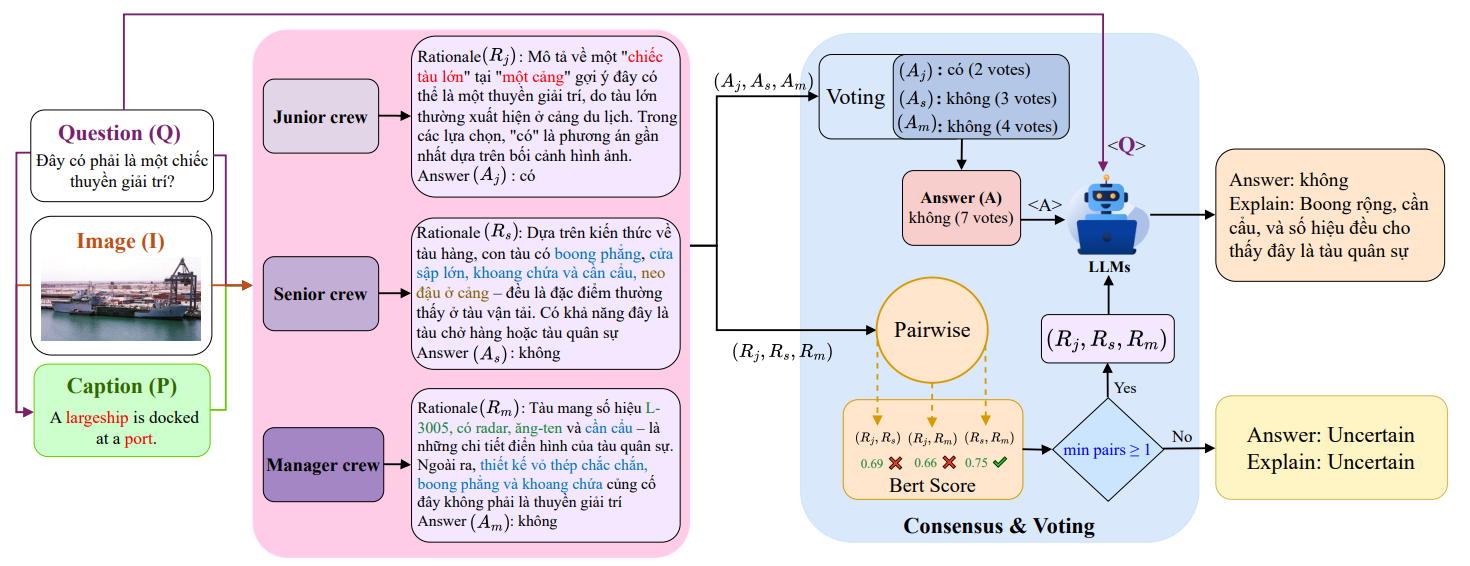 Question (Q)
Đây có phải là một chiếc
thuyền giải trí?
Image (I)
Caption (P)
A largeship is docked
at a port.
Junior crew
Rationale(R_j): Mô tả về một "chiếc
tàu lớn" tại "một cảng" gợi ý đây có
thể là một thuyền giải trí, do tàu lớn
thường xuất hiện ở cảng du lịch. Trong
các lựa chọn, "có" là phương án gần
nhất dựa trên bối cảnh hình ảnh.
Answer (A_j) : có
Senior crew
Rationale (R_s): Dựa trên kiến thức về
tàu hàng, con tàu có boong phẳng, cửa
sập lớn, khoang chứa và cần cẩu, neo
đậu ở cảng – đều là đặc điểm thường
thấy ở tàu vận tải. Có khả năng đây là
tàu chở hàng hoặc tàu quân sự
Answer (A_s): không
Manager crew
Rationale(R_m): Tàu mang số hiệu L-
3005, có radar, ăng-ten và cần cẩu – là
những chi tiết điển hình của tàu quân sự.
Ngoài ra, thiết kế vỏ thép chắc chắn,
boong phẳng và khoang chứa củng cố
đây không phải là thuyền giải trí
Answer (A_m): không
(A_j, A_s, A_m)
(R_j, R_s, R_m)
Voting
(A_j) : có (2 votes)
(A_s) : không (3 votes)
(A_m) : không (4 votes)
Answer (A)
không (7 votes)
<A>
<Q>
LLMs
Pairwise
(R_j, R_s) (R_j, R_m) (R_s, R_m)
0.69 0.66 0.75
Bert Score
min pairs ≥ 1
Yes
No
(R_j, R_s, R_m)
Consensus & Voting
Answer: không
Explain: Boong rộng, cần
cẩu, và số hiệu đều cho
thấy đây là tàu quân sự
Answer: Uncertain
Explain: Uncertain